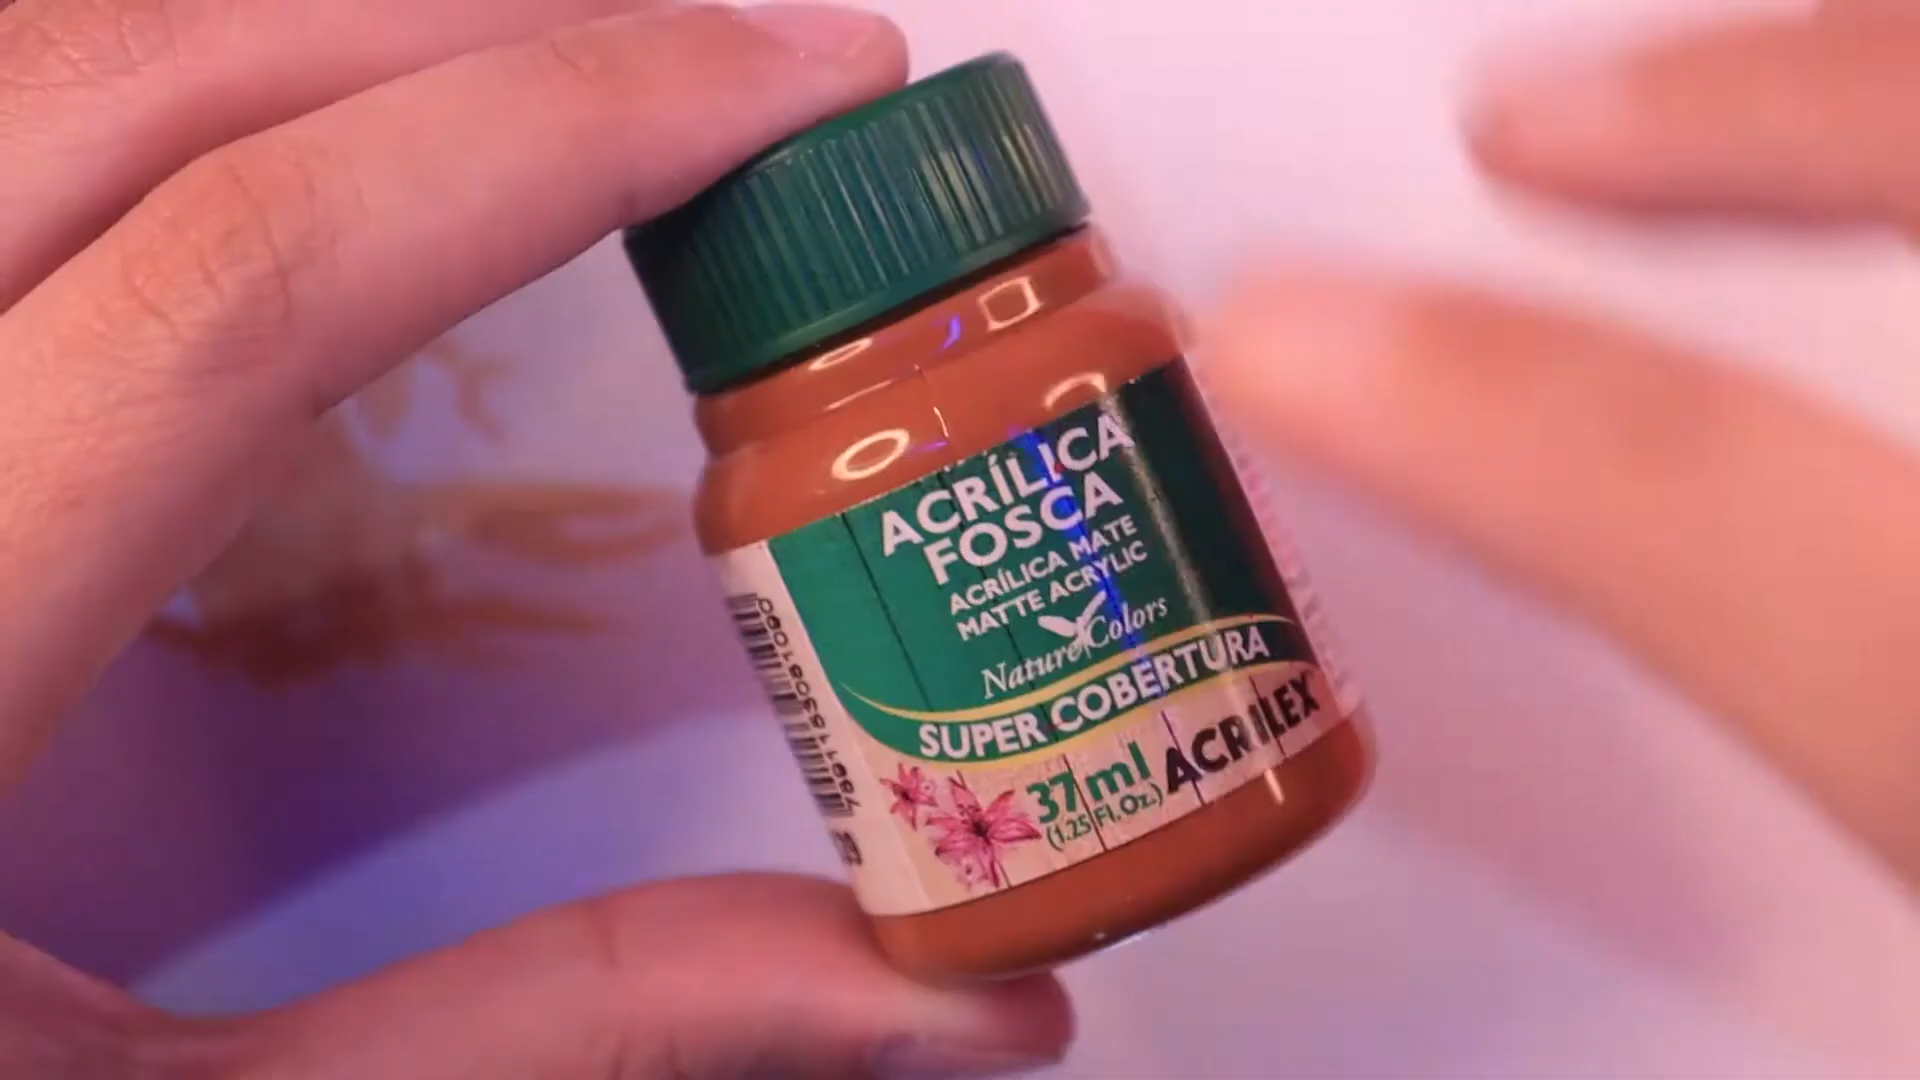 ACRÍLICA
FOSCA
ACRÍLICA MATE
MATTE ACRYLIC
Nature Colors
SUPER COBERTURA
37 ml
(1.25 Fl. Oz.)
ACRILEX